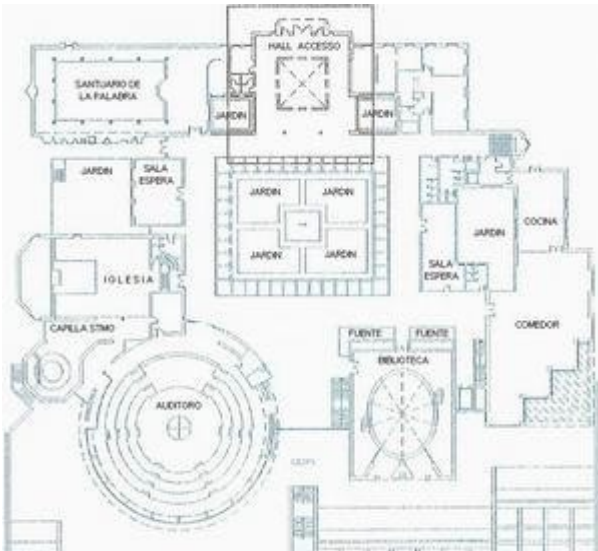 HALL ACCESSO
SANTUARIO DE
LA PALABRA
JARDIN
JARDIN
JARDIN
SALA
ESPERA
JARDIN
JARDIN
JARDIN
JARDIN
JARDIN
COCINA
SALA
ESPERA
IGLESIA
CAPILLA STMO
FUENTE
FUENTE
COMEDOR
BIBLIOTECA
AUDITORO